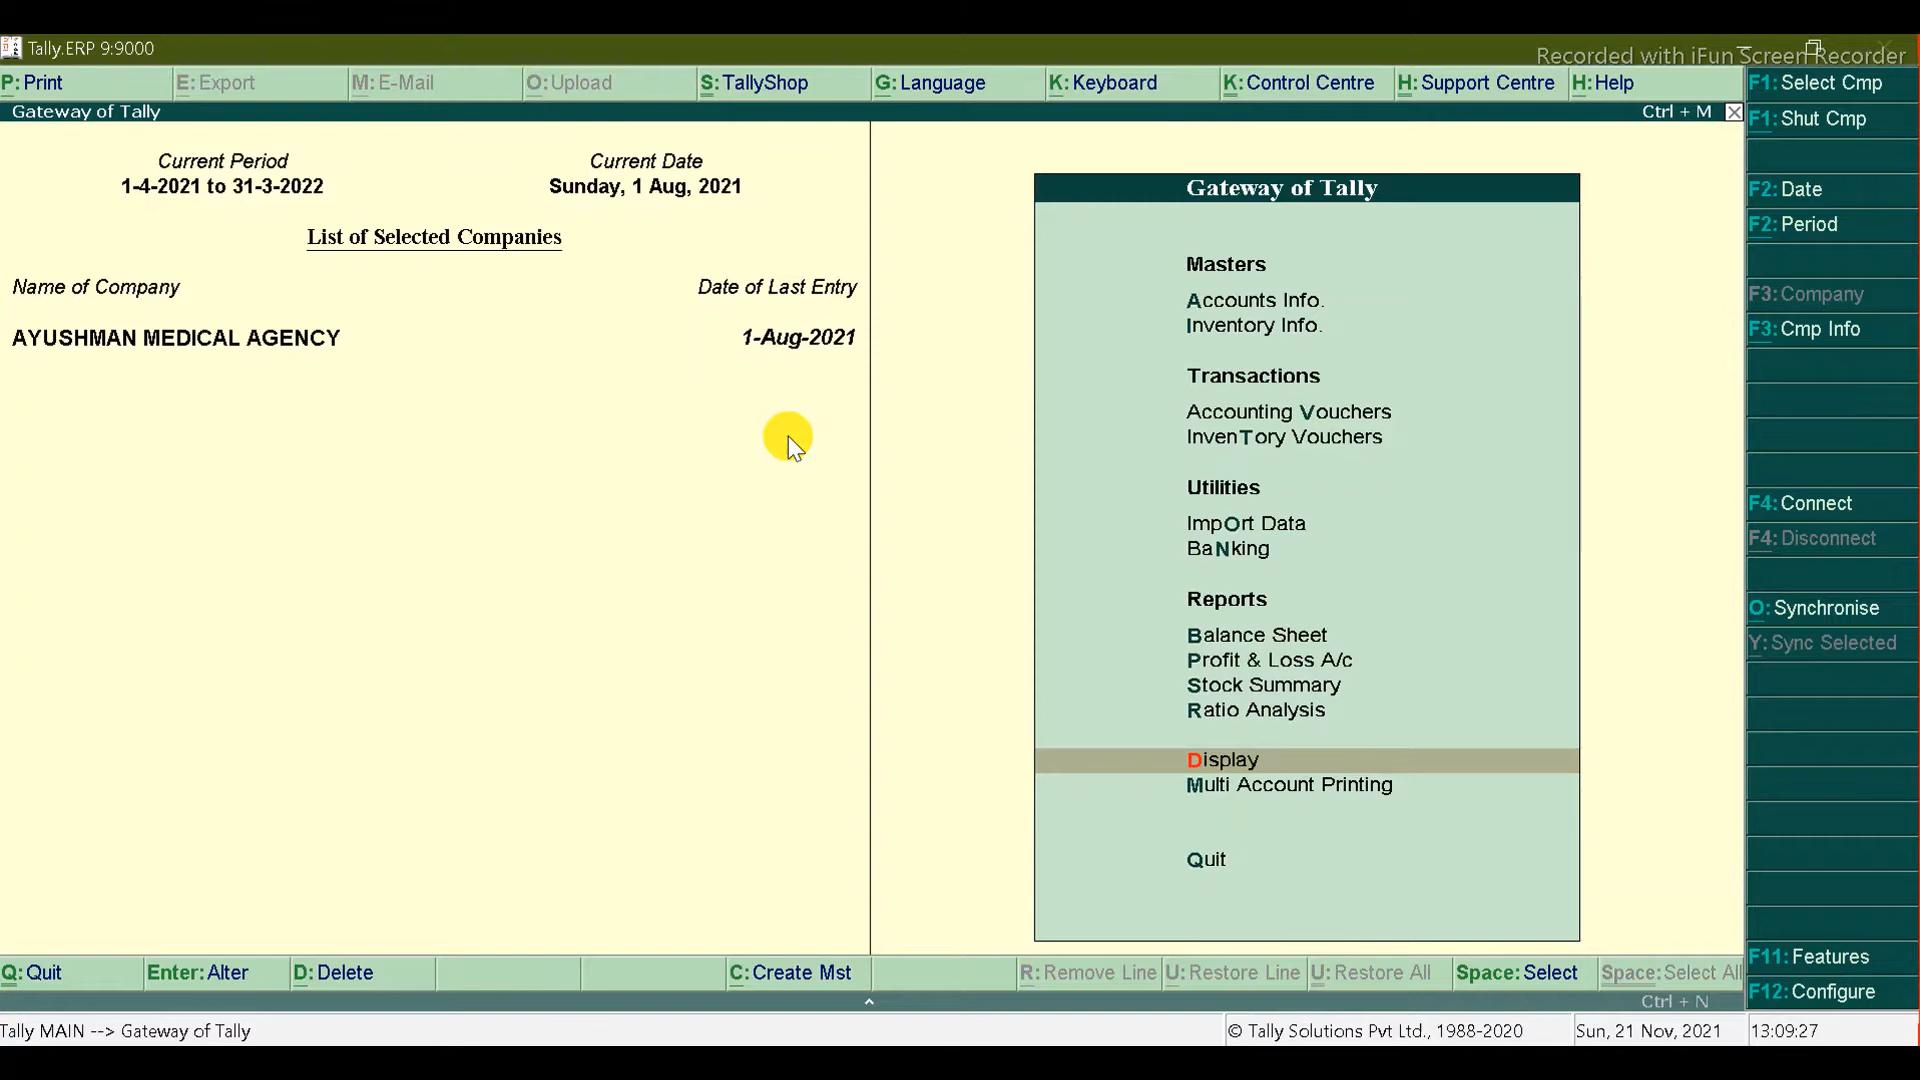 Tally.ERP 9:9000
Recorded with iFun Screen Recorder
P: Print
E: Export
M: E-Mail
O: Upload
S: TallyShop
G: Language
K: Keyboard
K: Control Centre
H: Support Centre
H: Help
Gateway of Tally
Ctrl + M
Current Period
1-4-2021 to 31-3-2022
Current Date
Sunday, 1 Aug, 2021
List of Selected Companies
Name of Company
Date of Last Entry
AYUSHMAN MEDICAL AGENCY
1-Aug-2021
Gateway of Tally
Masters
Accounts Info.
Inventory Info.
Transactions
Accounting Vouchers
InvenTory Vouchers
Utilities
ImpOrt Data
BaNking
Reports
Balance Sheet
Profit & Loss A/c
Stock Summary
Ratio Analysis
Display
Multi Account Printing
Quit
F1: Select Cmp
F1: Shut Cmp
F2: Date
F2: Period
F3: Company
F3: Cmp Info
F4: Connect
F4: Disconnect
O: Synchronise
Y: Sync Selected
F11: Features
F12: Configure
Q: Quit
Enter: Alter
D: Delete
C: Create Mst
R: Remove Line
U: Restore Line
U: Restore All
Space: Select
Space: Select All
Ctrl + N
Tally MAIN --> Gateway of Tally
© Tally Solutions Pvt Ltd., 1988-2020
Sun, 21 Nov, 2021
13:09:27